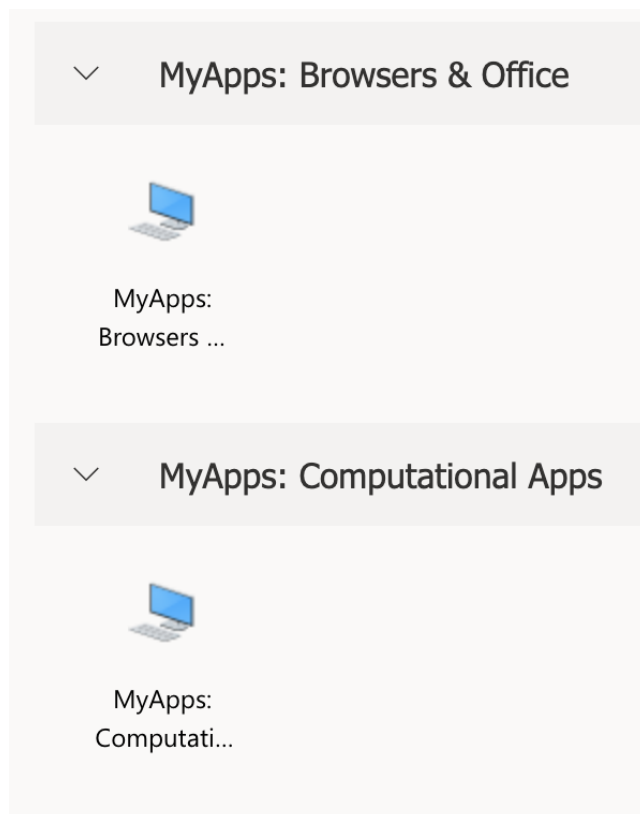 MyApps: Browsers & Office
MyApps:
Browsers ...
MyApps: Computational Apps
MyApps:
Computati...